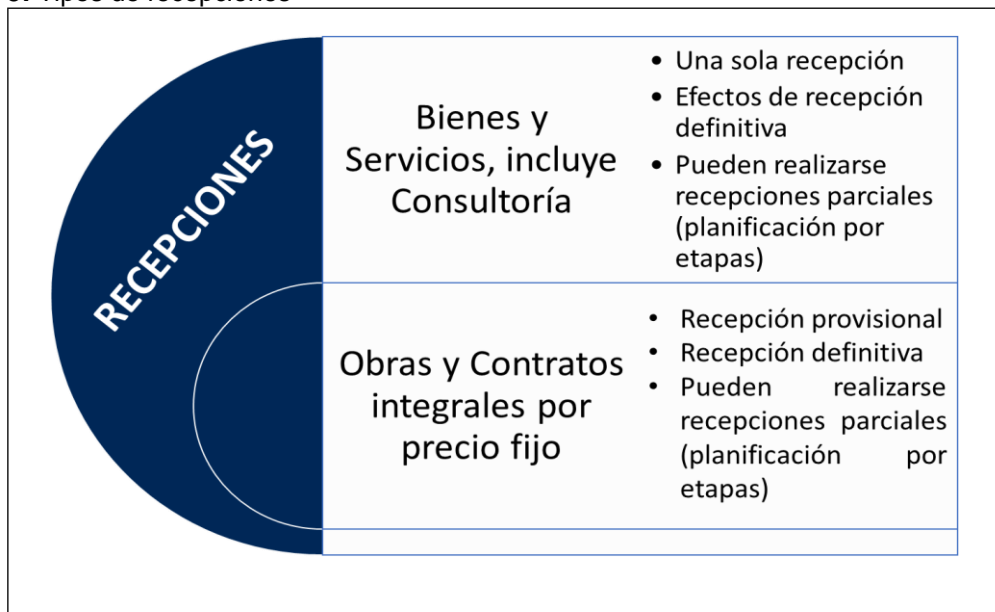 RECEPCIONES
Bienes y
Servicios, incluye
Consultoría
• Una sola recepción
• Efectos de recepción
definitiva
• Pueden realizarse
recepciones parciales
(planificación por
etapas)
Obras y Contratos
integrales por
precio fijo
• Recepción provisional
• Recepción definitiva
• Pueden realizarse
recepciones parciales
(planificación por
etapas)